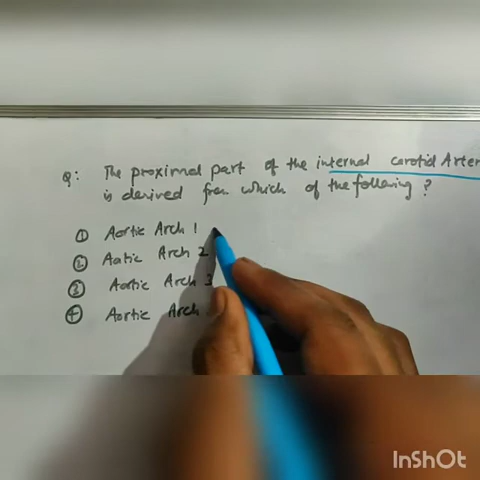 Q: The proximal part of the internal carotid Arter
is derived from which of the following ?
① Aortic Arch 1
② Aatic Arch 2
③ Aortic Arch 3
④ Aortic Arch
InShOt